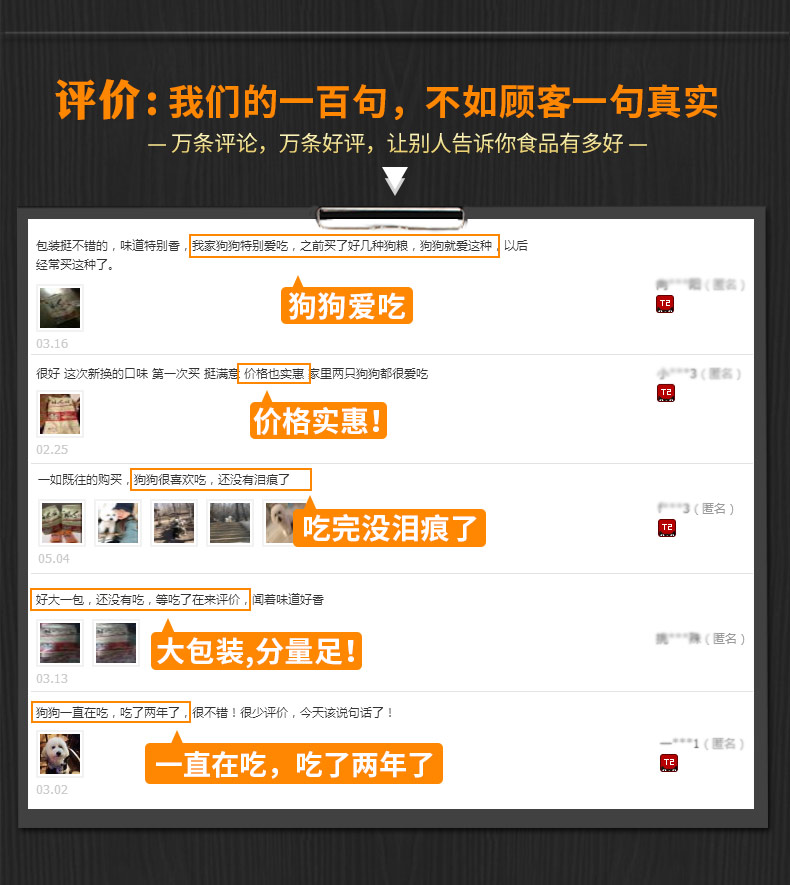 评价：我们的一百句，不如顾客一句真实
— 万条评论，万条好评，让别人告诉你食品有多好 —
包装挺不错的，味道特别香，我家狗狗特别爱吃，之前买了好几种狗粮，狗狗就爱这种，以后
经常买这种了。
狗狗爱吃
（匿名）
T2
03.16
很好 这次新换的口味 第一次买 挺满意 价格也实惠 家里两只狗狗都很爱吃
小***3（匿名）
T2
价格实惠！
02.25
一如既往的购买，狗狗很喜欢吃，还没有泪痕了
***3（匿名）
T2
吃完没泪痕了
05.04
好大一包，还没有吃，等吃了在来评价，闻着味道好香
（匿名）
大包装,分量足！
03.13
狗狗一直在吃，吃了两年了，很不错！很少评价，今天该说句话了！
一***1（匿名）
T2
一直在吃，吃了两年了
03.02